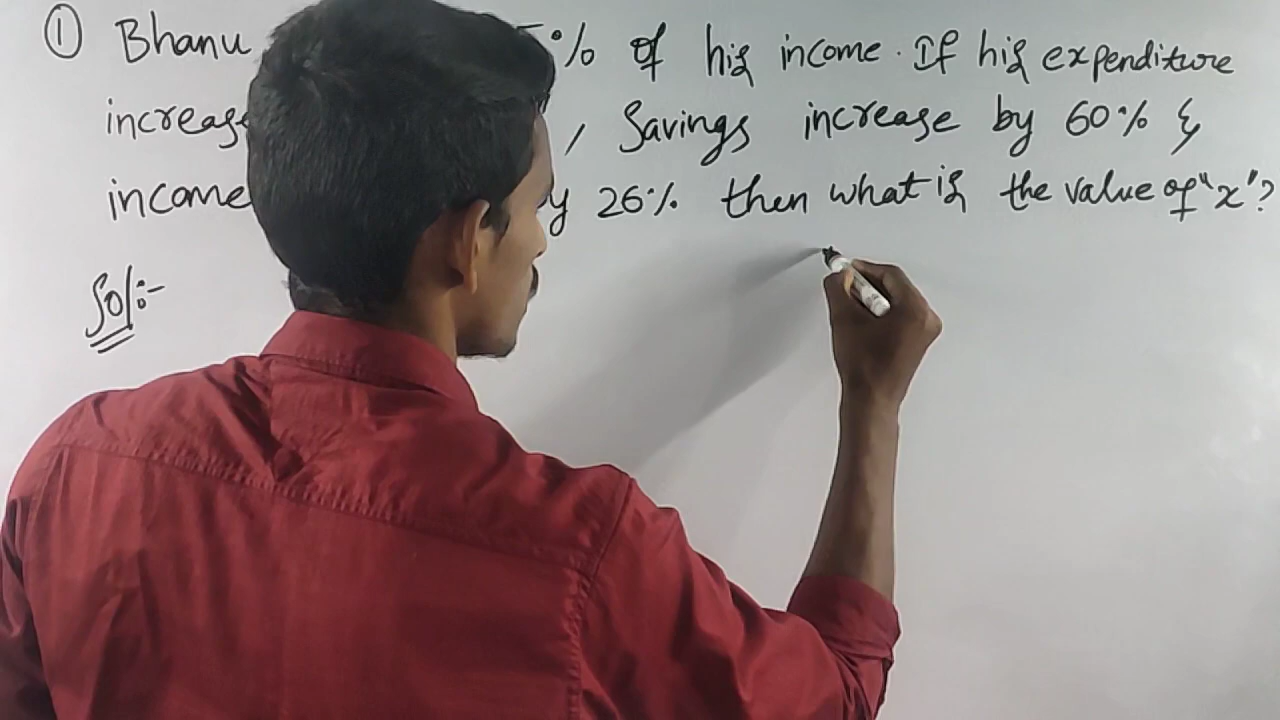 ① Bhanu % of his income. If his expenditure
increase , Savings increase by 60% &
income by 26% then what is the value of "x"?
Sol:-